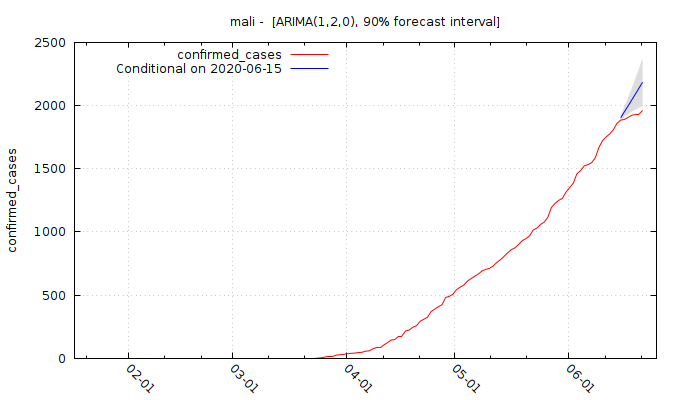 mali -  [ARIMA(1,2,0), 90% forecast interval]
confirmed_cases
Conditional on 2020-06-15
confirmed_cases
2500
2000
1500
1000
500
0
02-01
03-01
04-01
05-01
06-01